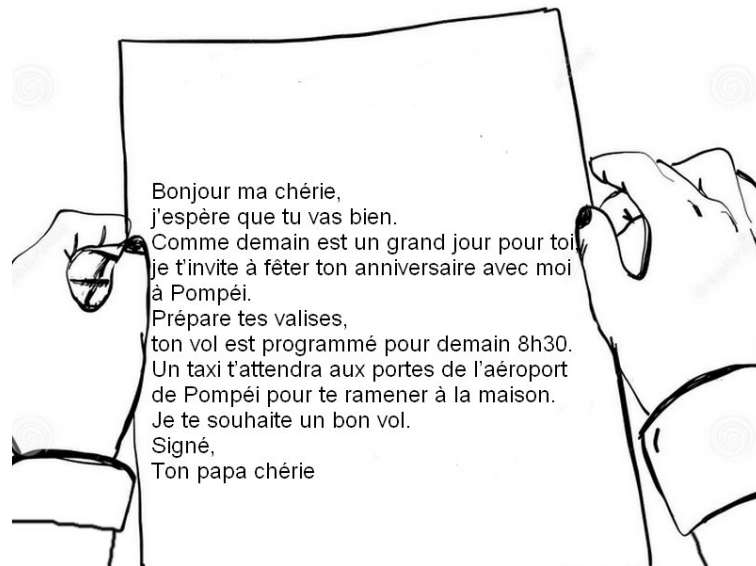 Bonjour ma chérie,
j'espère que tu vas bien.
Comme demain est un grand jour pour toi,
je t'invite à fêter ton anniversaire avec moi
à Pompéi.
Prépare tes valises,
ton vol est programmé pour demain 8h30.
Un taxi t'attendra aux portes de l'aéroport
de Pompéi pour te ramener à la maison.
Je te souhaite un bon vol.
Signé,
Ton papa chérie